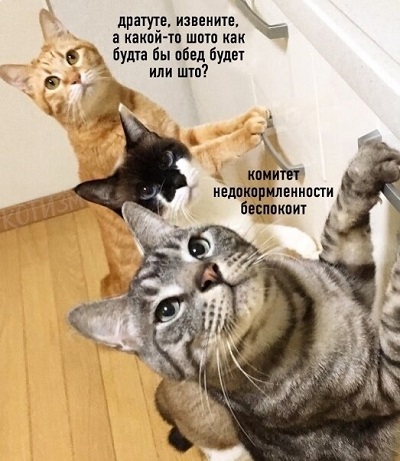 дратуте, извените,
а какой-то шото как
будта бы обед будет
или што?
комитет
недокормленности
беспокоит